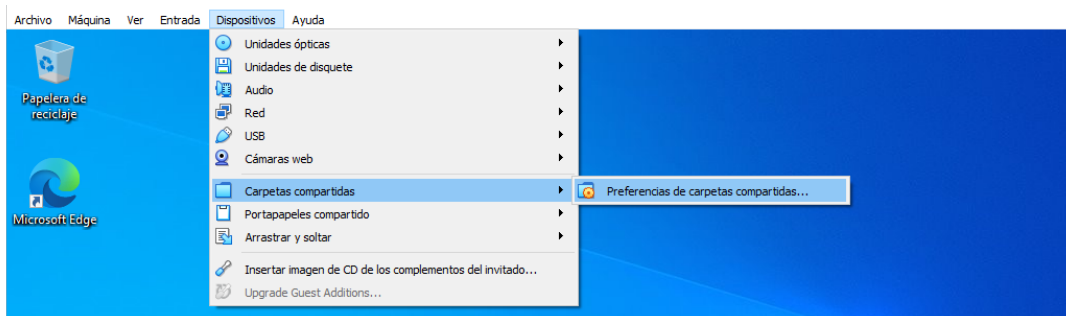 Archivo Máquina Ver Entrada Dispositivos Ayuda
Unidades ópticas
Unidades de disquete
Audio
Red
USB
Cámaras web
Carpetas compartidas
Preferencias de carpetas compartidas...
Portapapeles compartido
Arrastrar y soltar
Insertar imagen de CD de los complementos del invitado...
Upgrade Guest Additions...
Papelera de
reciclaje
Microsoft Edge